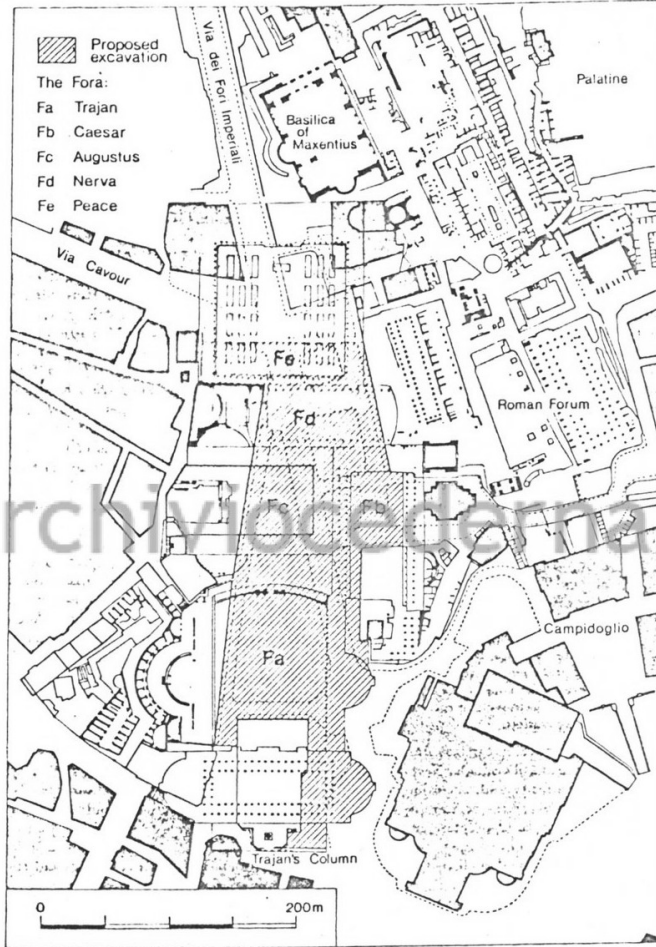 Proposed
excavation
The Fora:
Fa Trajan
Fb Caesar
Fc Augustus
Fd Nerva
Fe Peace
Via dei Fori Imperiali
Basilica
of
Maxentius
Palatine
Via Cavour
Fe
Fd
Roman Forum
Fc
Fb
rchiviocederna
Campidoglio
Fa
Trajan's Column
0
200m